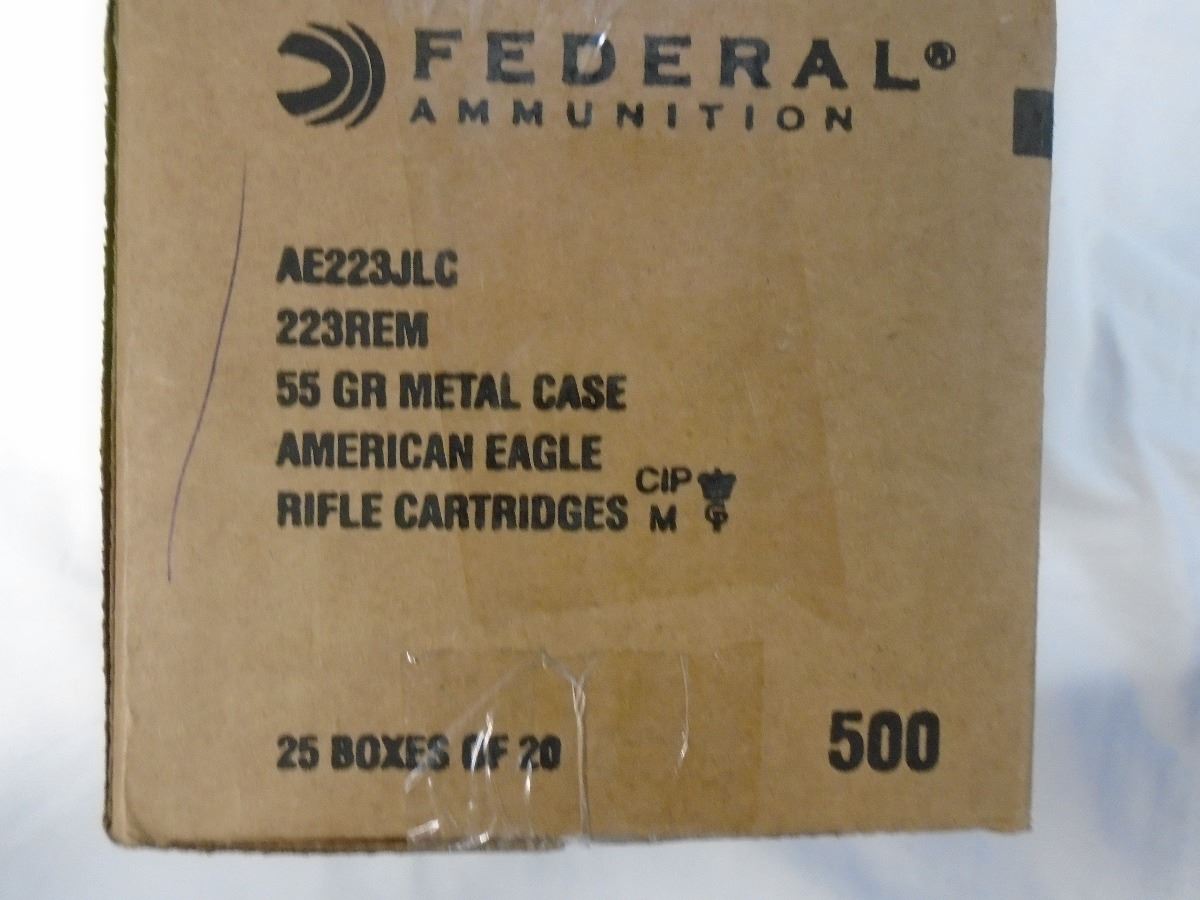 FEDERAL®
AMMUNITION
AE223JLC
223REM
55 GR METAL CASE
AMERICAN EAGLE
RIFLE CARTRIDGES
CIP
M
25 BOXES OF 20
500